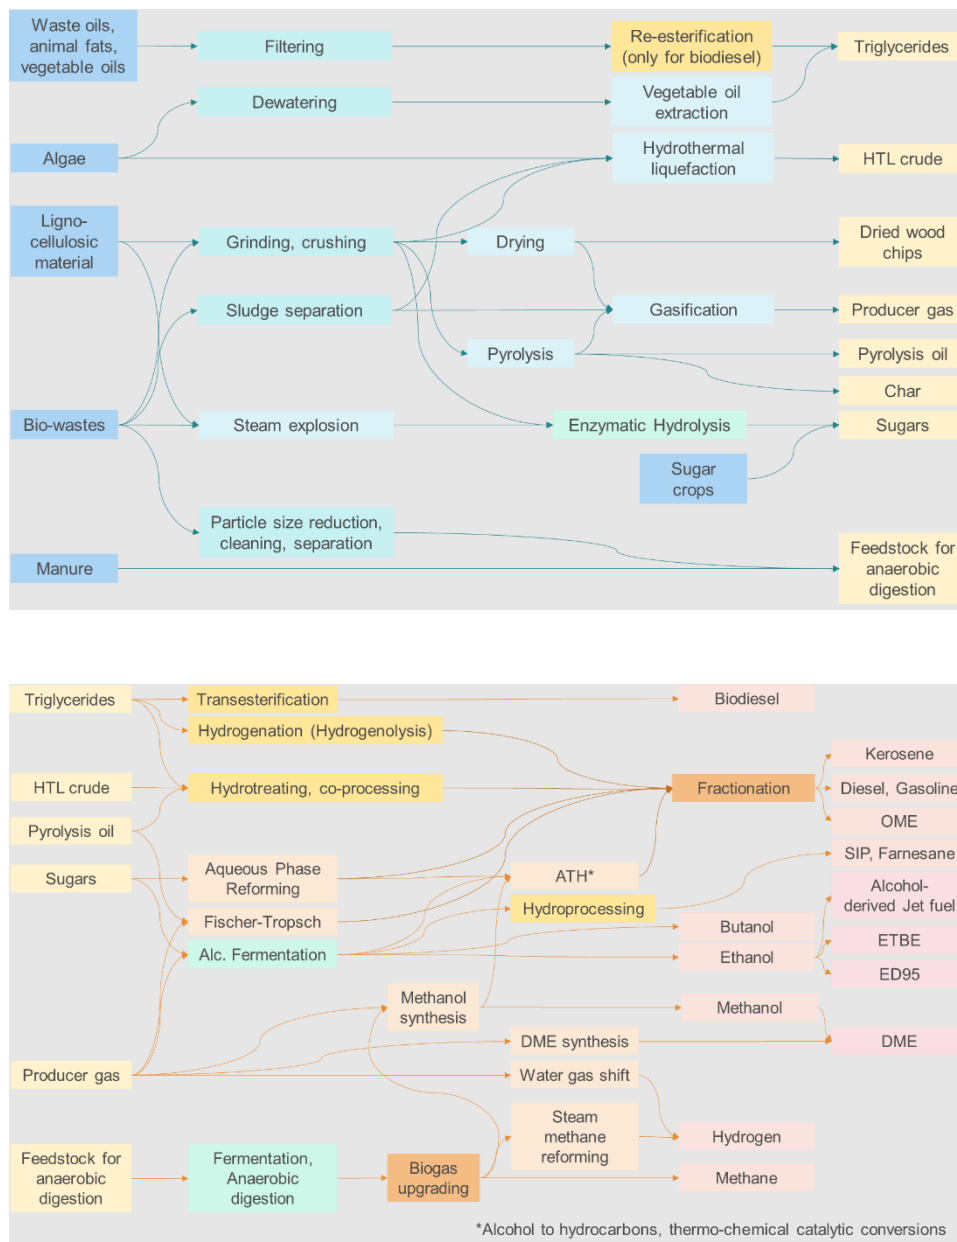 Waste oils,
animal fats,
vegetable oils
Filtering
Re-esterification
(only for biodiesel)
Triglycerides
Dewatering
Vegetable oil
extraction
Algae
Hydrothermal
liquefaction
HTL crude
Ligno-
cellulosic
material
Grinding, crushing
Drying
Dried wood
chips
Sludge separation
Gasification
Producer gas
Pyrolysis
Pyrolysis oil
Char
Bio-wastes
Steam explosion
Enzymatic Hydrolysis
Sugars
Sugar
crops
Particle size reduction,
cleaning, separation
Manure
Feedstock for
anaerobic
digestion
Triglycerides
Transesterification
Biodiesel
Hydrogenation (Hydrogenolysis)
Kerosene
HTL crude
Hydrotreating, co-processing
Fractionation
Diesel, Gasoline
Pyrolysis oil
OME
Sugars
Aqueous Phase
Reforming
ATH*
SIP, Farnesane
Alcohol-
derived Jet fuel
Fischer-Tropsch
Hydroprocessing
Butanol
ETBE
Alc. Fermentation
Ethanol
ED95
Methanol
synthesis
Methanol
DME synthesis
DME
Producer gas
Water gas shift
Steam
methane
reforming
Hydrogen
Feedstock for
anaerobic
digestion
Fermentation,
Anaerobic
digestion
Biogas
upgrading
Methane
*Alcohol to hydrocarbons, thermo-chemical catalytic conversions